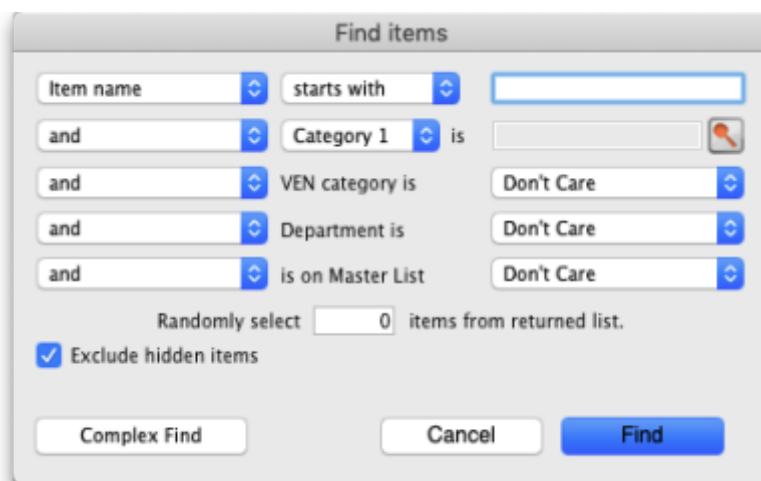 Find items
Item name starts with
and Category 1 is
and VEN category is Don't Care
and Department is Don't Care
and is on Master List Don't Care
Randomly select 0 items from returned list.
Exclude hidden items
Complex Find Cancel Find